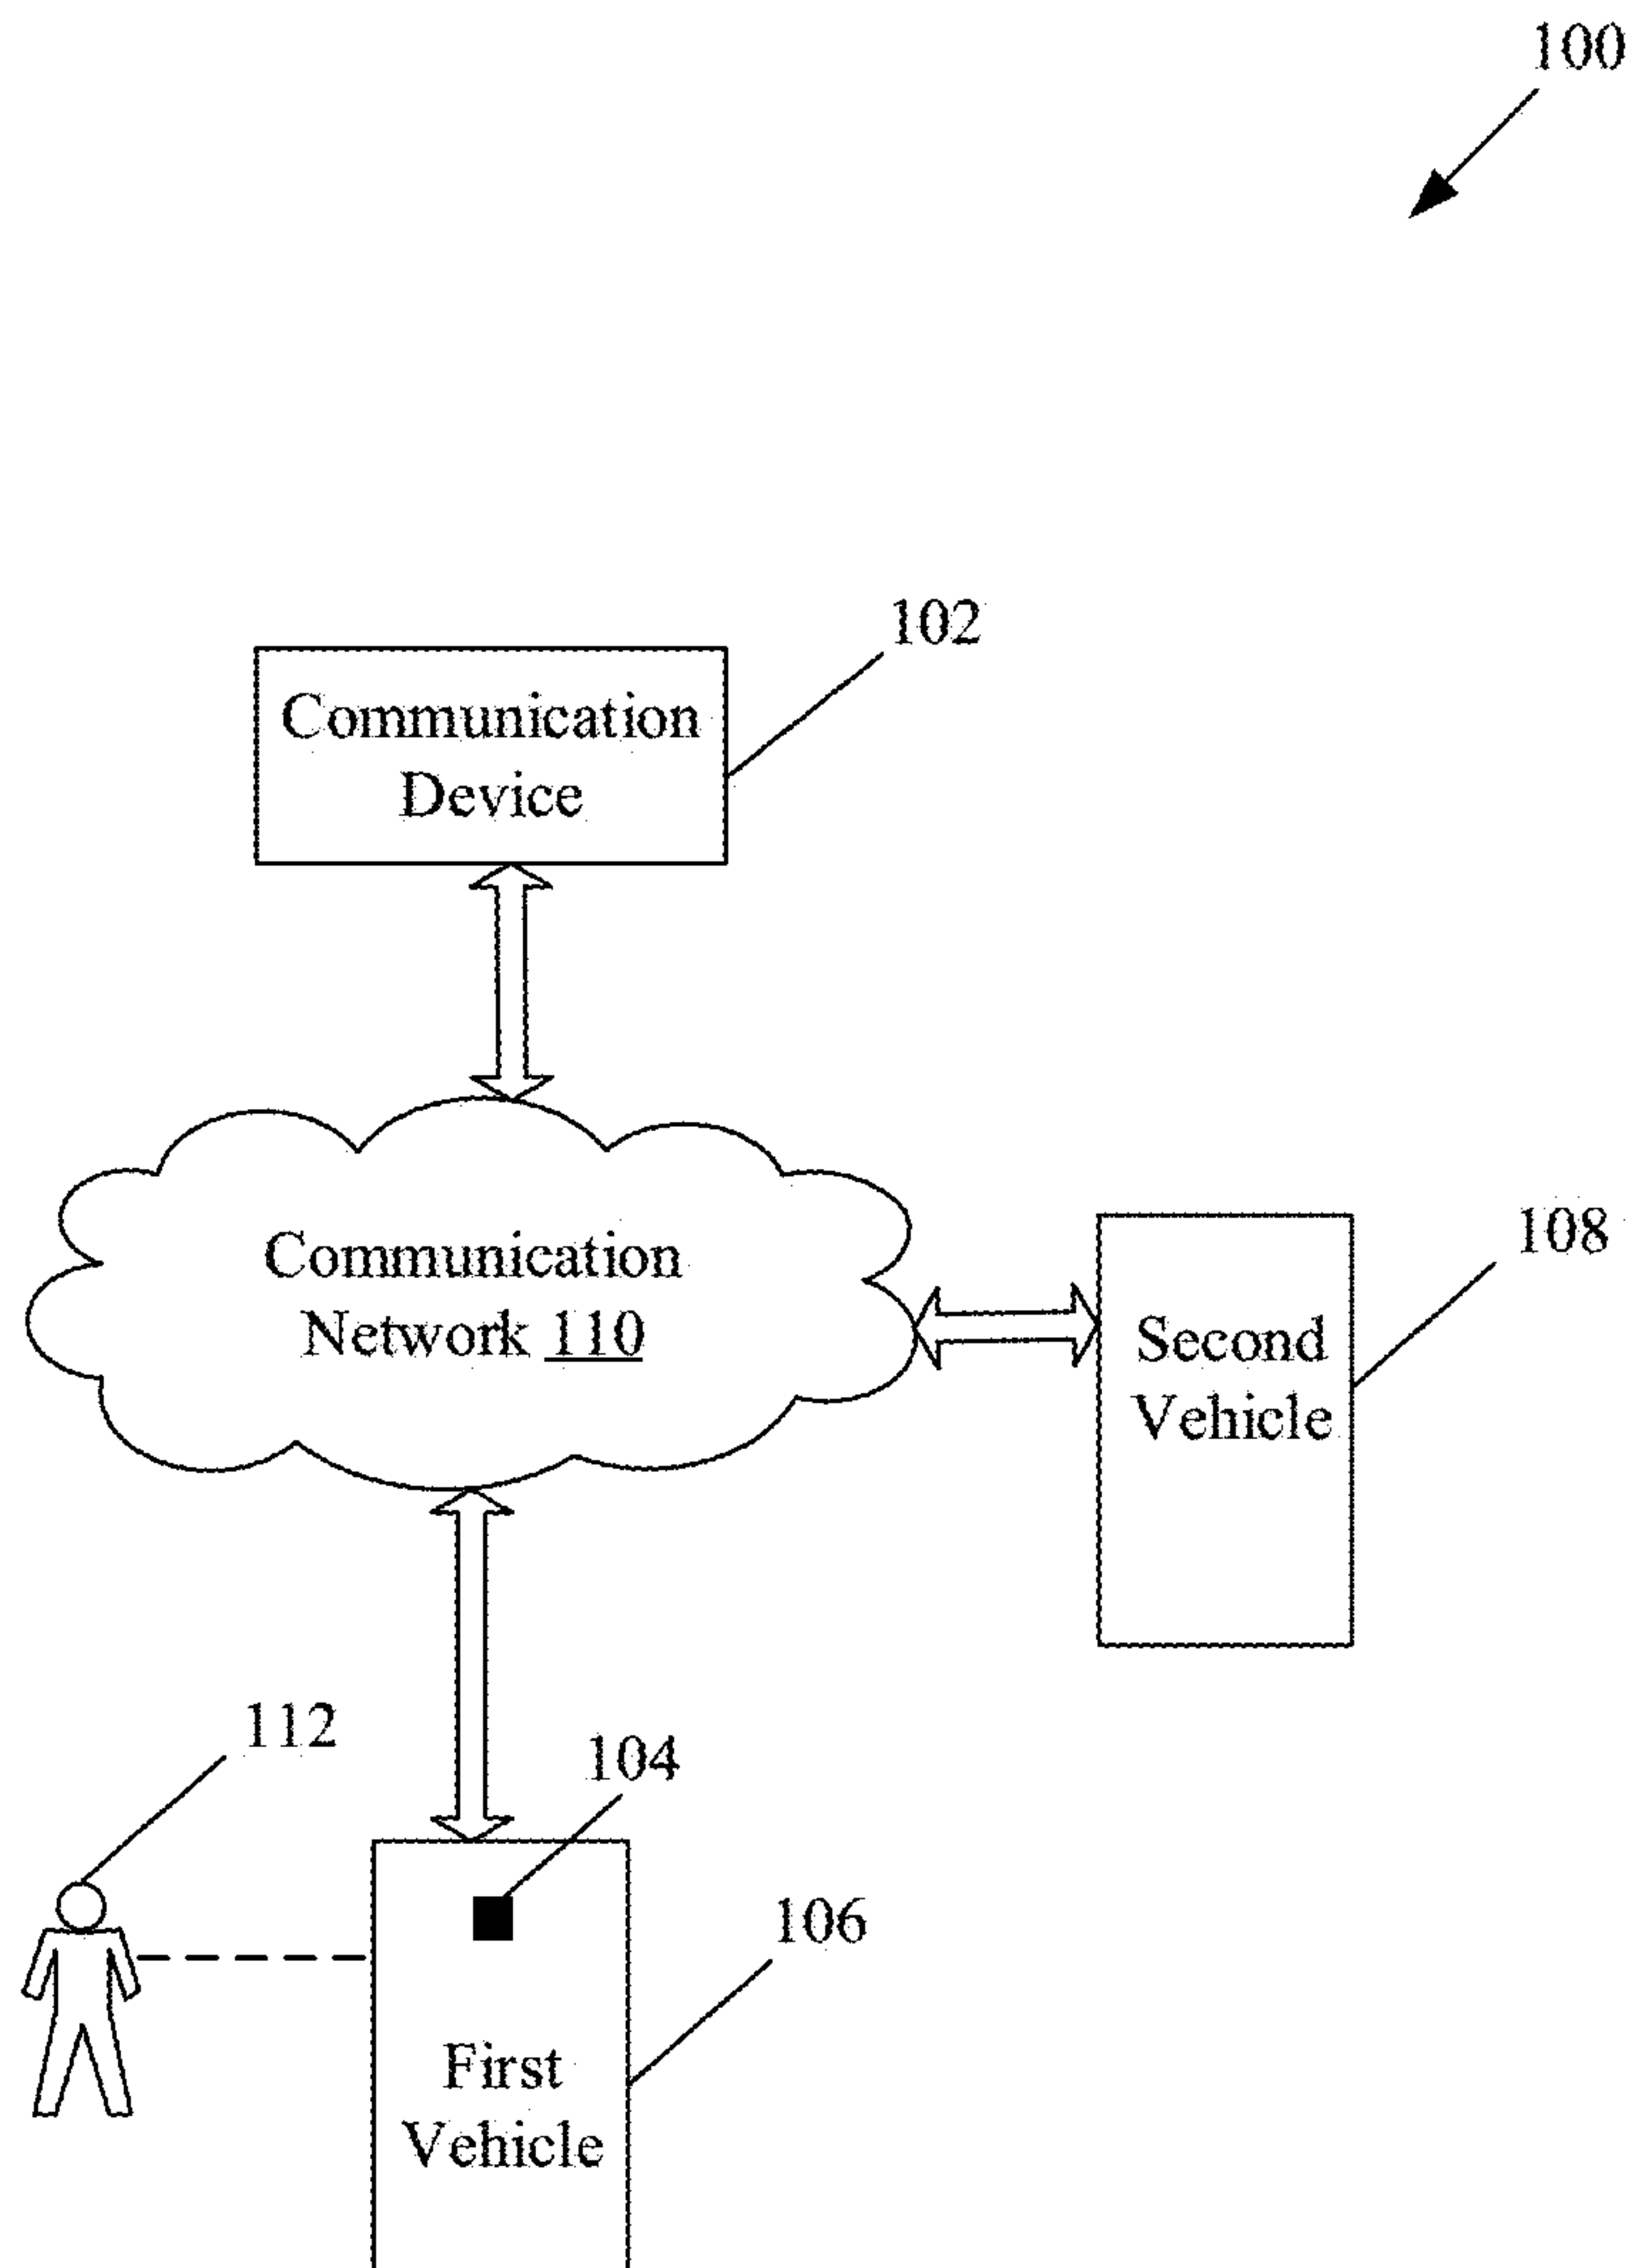 100
102
Communication
Device
108
Communication
Network 110
Second
Vehicle
112
104
106
First
Vehicle